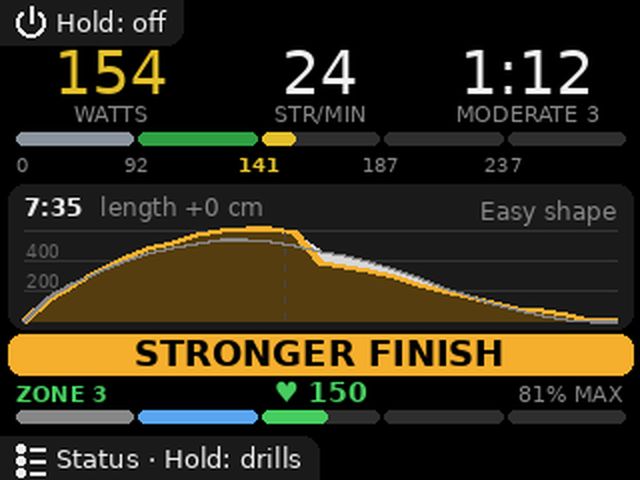 Hold: off
154 24 1:12
WATTS STR/MIN MODERATE 3
0 92 141 187 237
7:35 length +0 cm Easy shape
400
200
STRONGER FINISH
ZONE 3 ♥ 150 81% MAX
Status · Hold: drills